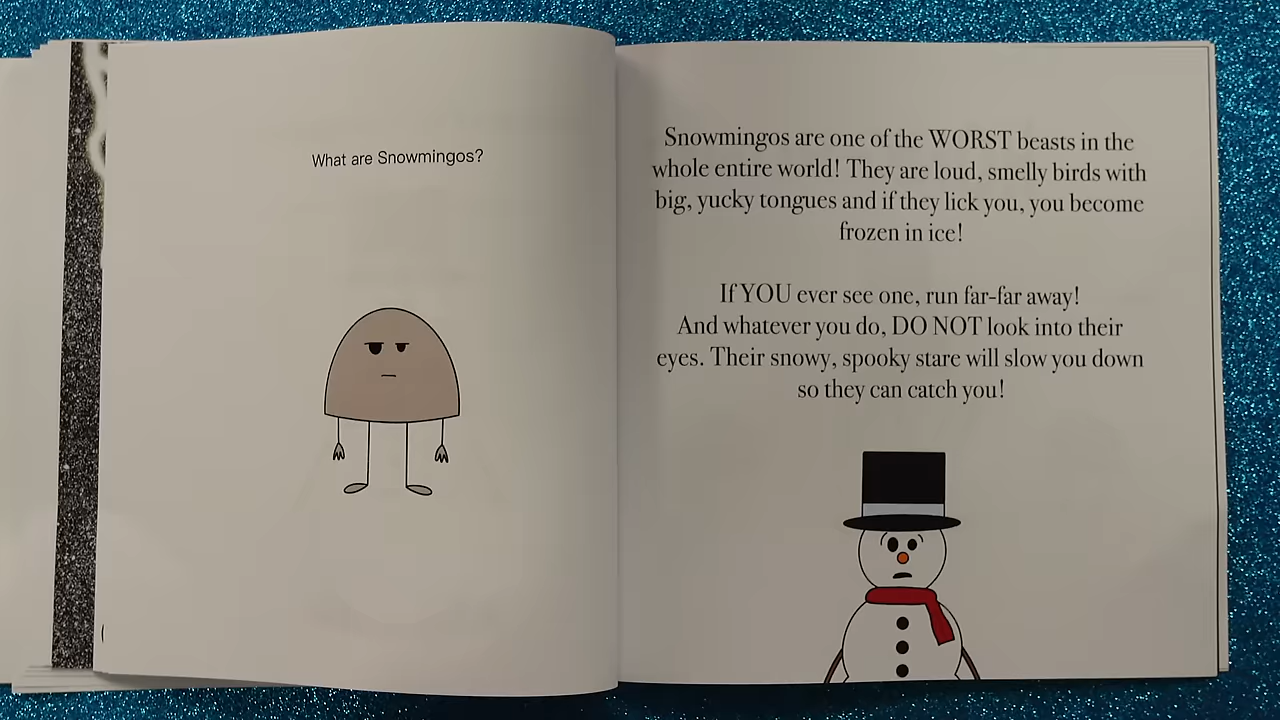 What are Snowmingos?
Snowmingos are one of the WORST beasts in the
whole entire world! They are loud, smelly birds with
big, yucky tongues and if they lick you, you become
frozen in ice!
If YOU ever see one, run far-far away!
And whatever you do, DO NOT look into their
eyes. Their snowy, spooky stare will slow you down
so they can catch you!